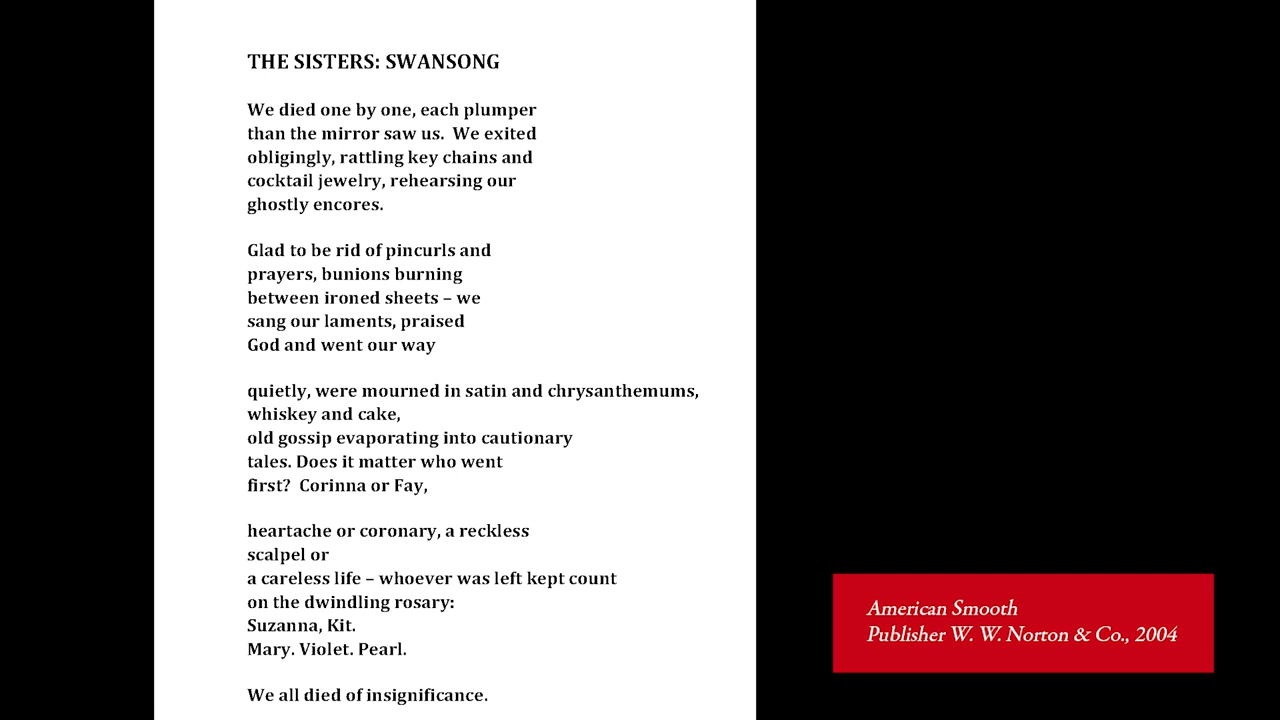 THE SISTERS: SWANSONG
We died one by one, each plumper
than the mirror saw us.  We exited
obligingly, rattling key chains and
cocktail jewelry, rehearsing our
ghostly encores.
Glad to be rid of pincurls and
prayers, bunions burning
between ironed sheets – we
sang our laments, praised
God and went our way
quietly, were mourned in satin and chrysanthemums,
whiskey and cake,
old gossip evaporating into cautionary
tales. Does it matter who went
first?  Corinna or Fay,
heartache or coronary, a reckless
scalpel or
a careless life – whoever was left kept count
on the dwindling rosary:
Suzanna, Kit.
Mary. Violet. Pearl.
We all died of insignificance.
American Smooth
Publisher W. W. Norton & Co., 2004